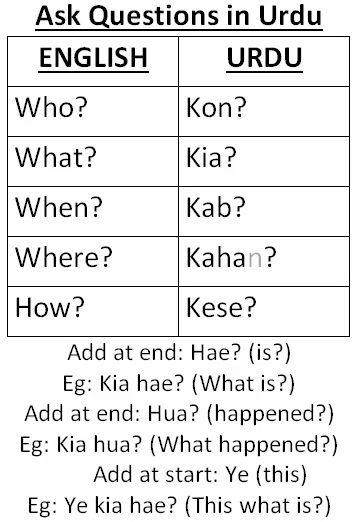 Ask Questions in Urdu
ENGLISH URDU
Who? Kon?
What? Kia?
When? Kab?
Where? Kahan?
How? Kese?
Add at end: Hae? (is?)
Eg: Kia hae? (What is?)
Add at end: Hua? (happened?)
Eg: Kia hua? (What happened?)
Add at start: Ye (this)
Eg: Ye kia hae? (This what is?)